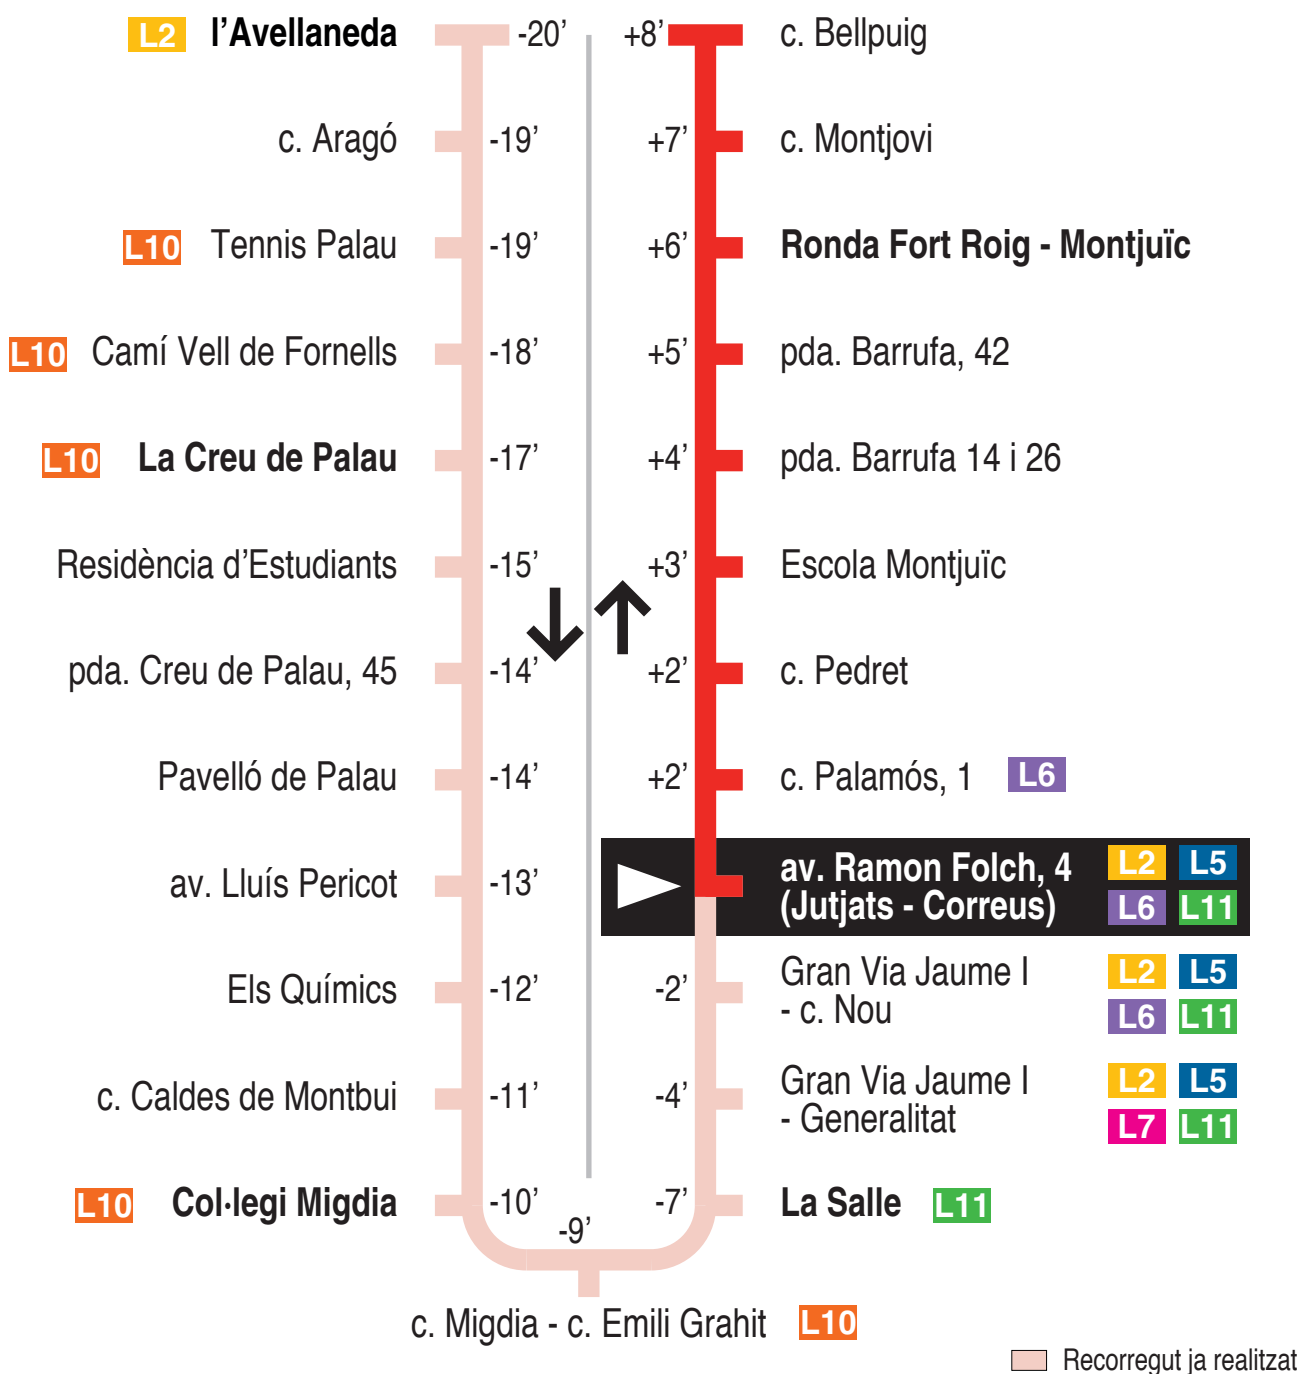 L2 l’Avellaneda -20’
c. Aragó -19’
L10 Tennis Palau -19’
L10 Camí Vell de Fornells -18’
L10 La Creu de Palau -17’
Residència d’Estudiants -15’
pda. Creu de Palau, 45 -14’
Pavelló de Palau -14’
av. Lluís Pericot -13’
Els Químics -12’
c. Caldes de Montbui -11’
L10 Col·legi Migdia -10’
-9’
c. Migdia - c. Emili Grahit L10
+8’ c. Bellpuig
+7’ c. Montjovi
+6’ Ronda Fort Roig - Montjuïc
+5’ pda. Barrufa, 42
+4’ pda. Barrufa 14 i 26
+3’ Escola Montjuïc
+2’ c. Pedret
+2’ c. Palamós, 1 L6
av. Ramon Folch, 4 L2 L5
(Jutjats - Correus) L6 L11
-2’ Gran Via Jaume I L2 L5
- c. Nou L6 L11
-4’ Gran Via Jaume I L2 L5
- Generalitat L7 L11
-7’ La Salle L11
Recorregut ja realitzat